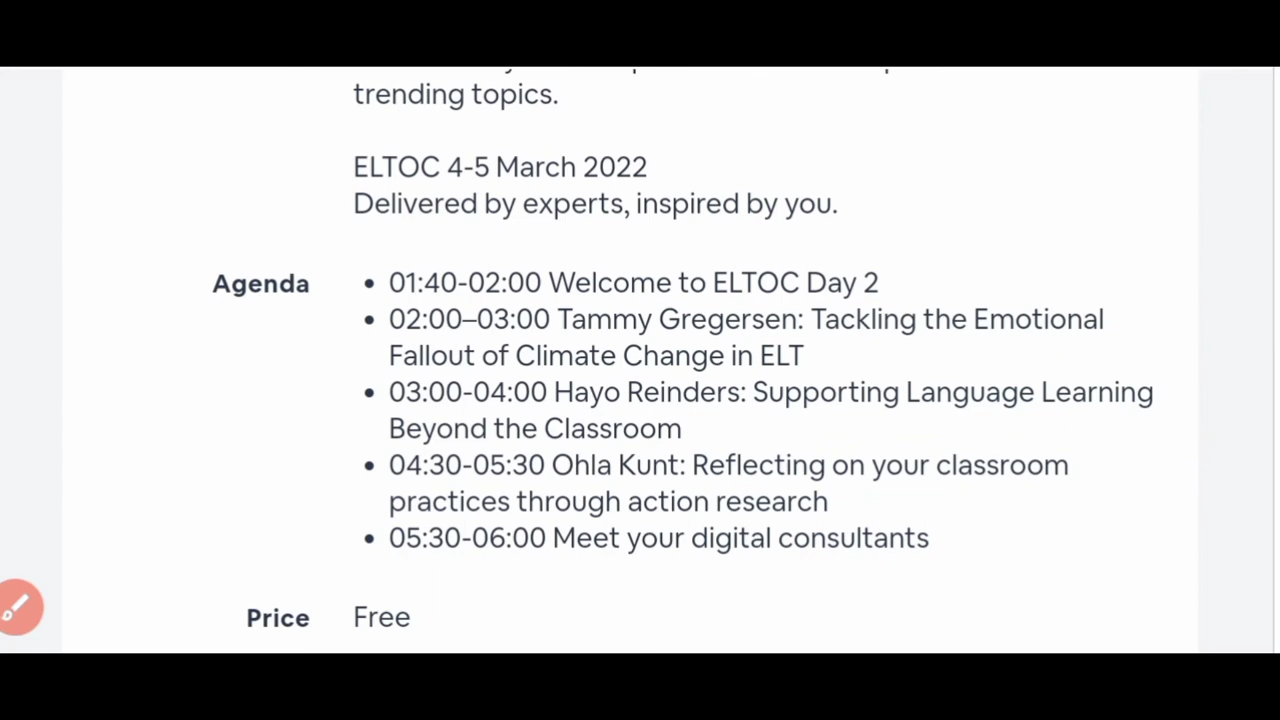 trending topics.
ELTOC 4-5 March 2022
Delivered by experts, inspired by you.
Agenda
• 01:40-02:00 Welcome to ELTOC Day 2
• 02:00–03:00 Tammy Gregersen: Tackling the Emotional
Fallout of Climate Change in ELT
• 03:00-04:00 Hayo Reinders: Supporting Language Learning
Beyond the Classroom
• 04:30-05:30 Ohla Kunt: Reflecting on your classroom
practices through action research
• 05:30-06:00 Meet your digital consultants
Price Free